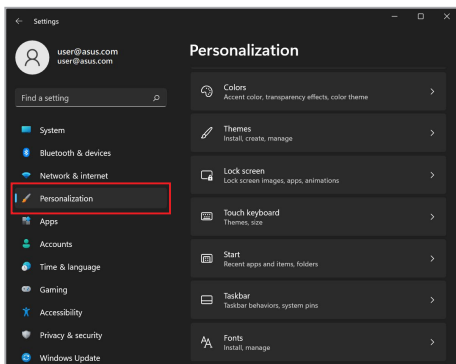 Settings
user@asus.com
user@asus.com
Find a setting
System
Bluetooth & devices
Network & internet
Personalization
Apps
Accounts
Time & language
Gaming
Accessibility
Privacy & security
Windows Update
Personalization
Colors
Accent color, transparency effects, color theme
Themes
Install, create, manage
Lock screen
Lock screen images, apps, animations
Touch keyboard
Themes, size
Start
Recent apps and items, folders
Taskbar
Taskbar behaviors, system pins
Fonts
Install, manage